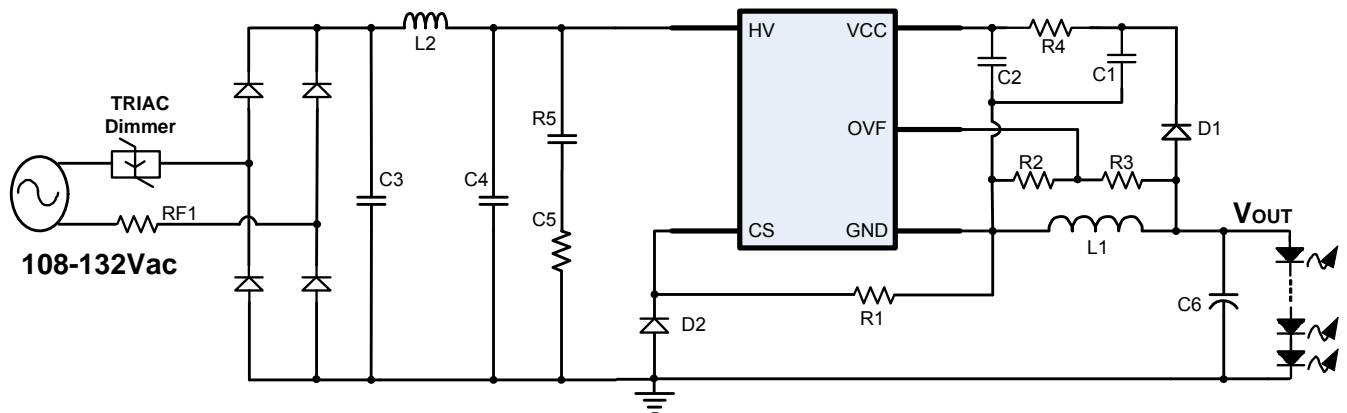 HV
VCC
L2
R4
C2
C1
TRIAC
Dimmer
R5
OVF
D1
R2
R3
C3
C4
RF1
C5
CS
GND
VOUT
L1
108-132Vac
R1
C6
D2